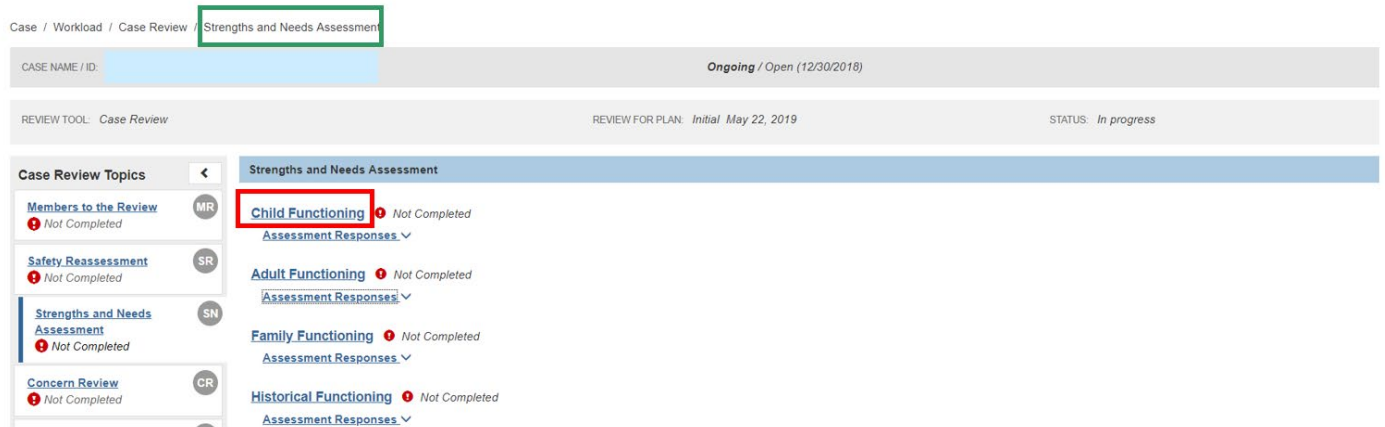 Case / Workload / Case Review / Strengths and Needs Assessment
CASE NAME / ID: Ongoing / Open (12/30/2018)
REVIEW TOOL: Case Review REVIEW FOR PLAN: Initial May 22, 2019 STATUS: In progress
Case Review Topics
Members to the Review MR
Not Completed
Safety Reassessment SR
Not Completed
Strengths and Needs SN
Assessment
Not Completed
Concern Review CR
Not Completed
Strengths and Needs Assessment
Child Functioning Not Completed
Assessment Responses
Adult Functioning Not Completed
Assessment Responses
Family Functioning Not Completed
Assessment Responses
Historical Functioning Not Completed
Assessment Responses